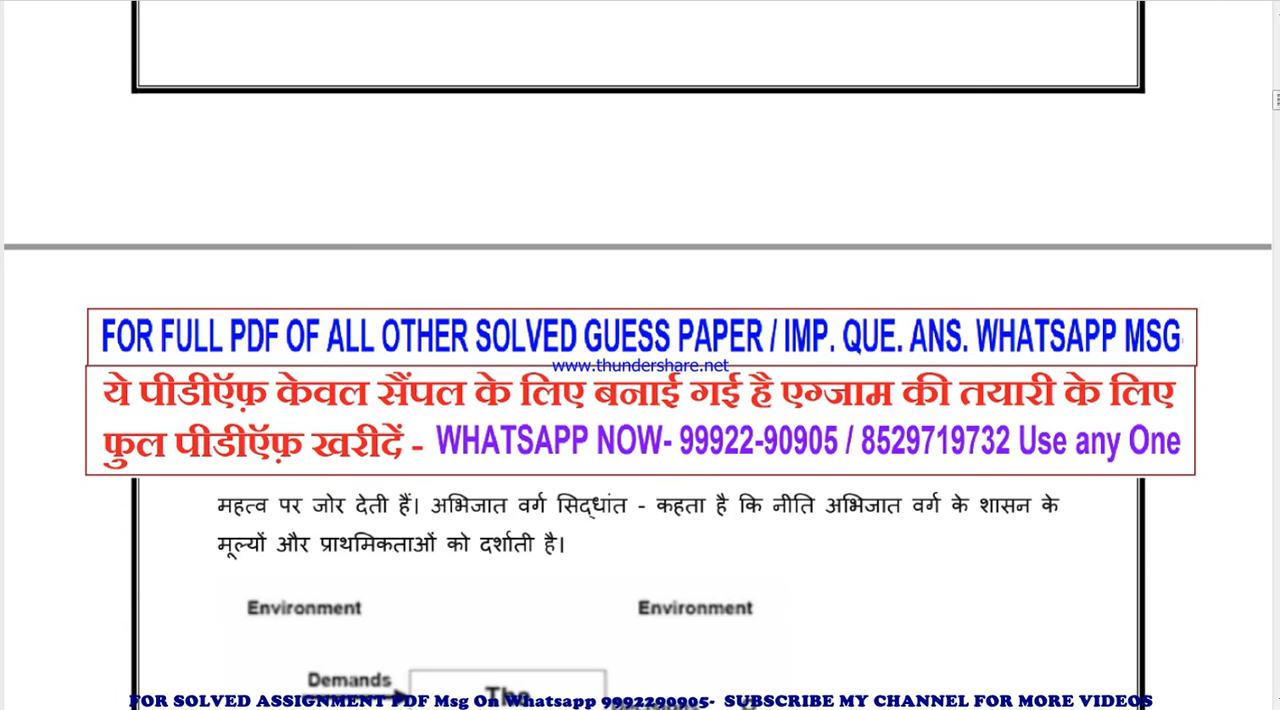 FOR FULL PDF OF ALL OTHER SOLVED GUESS PAPER / IMP. QUE. ANS. WHATSAPP MSG
www.thundershare.net
ये पीडीऍफ़ केवल सैंपल के लिए बनाई गई है एग्जाम की तयारी के लिए
फुल पीडीऍफ़ खरीदें - WHATSAPP NOW- 99922-90905 / 8529719732 Use any One
महत्व पर जोर देती हैं। अभिजात वर्ग सिद्धांत - कहता है कि नीति अभिजात वर्ग के शासन के
मूल्यों और प्राथमिकताओं को दर्शाती है।
Environment Environment
Demands
The
FOR SOLVED ASSIGNMENT PDF Msg On Whatsapp 9992290905- SUBSCRIBE MY CHANNEL FOR MORE VIDEOS